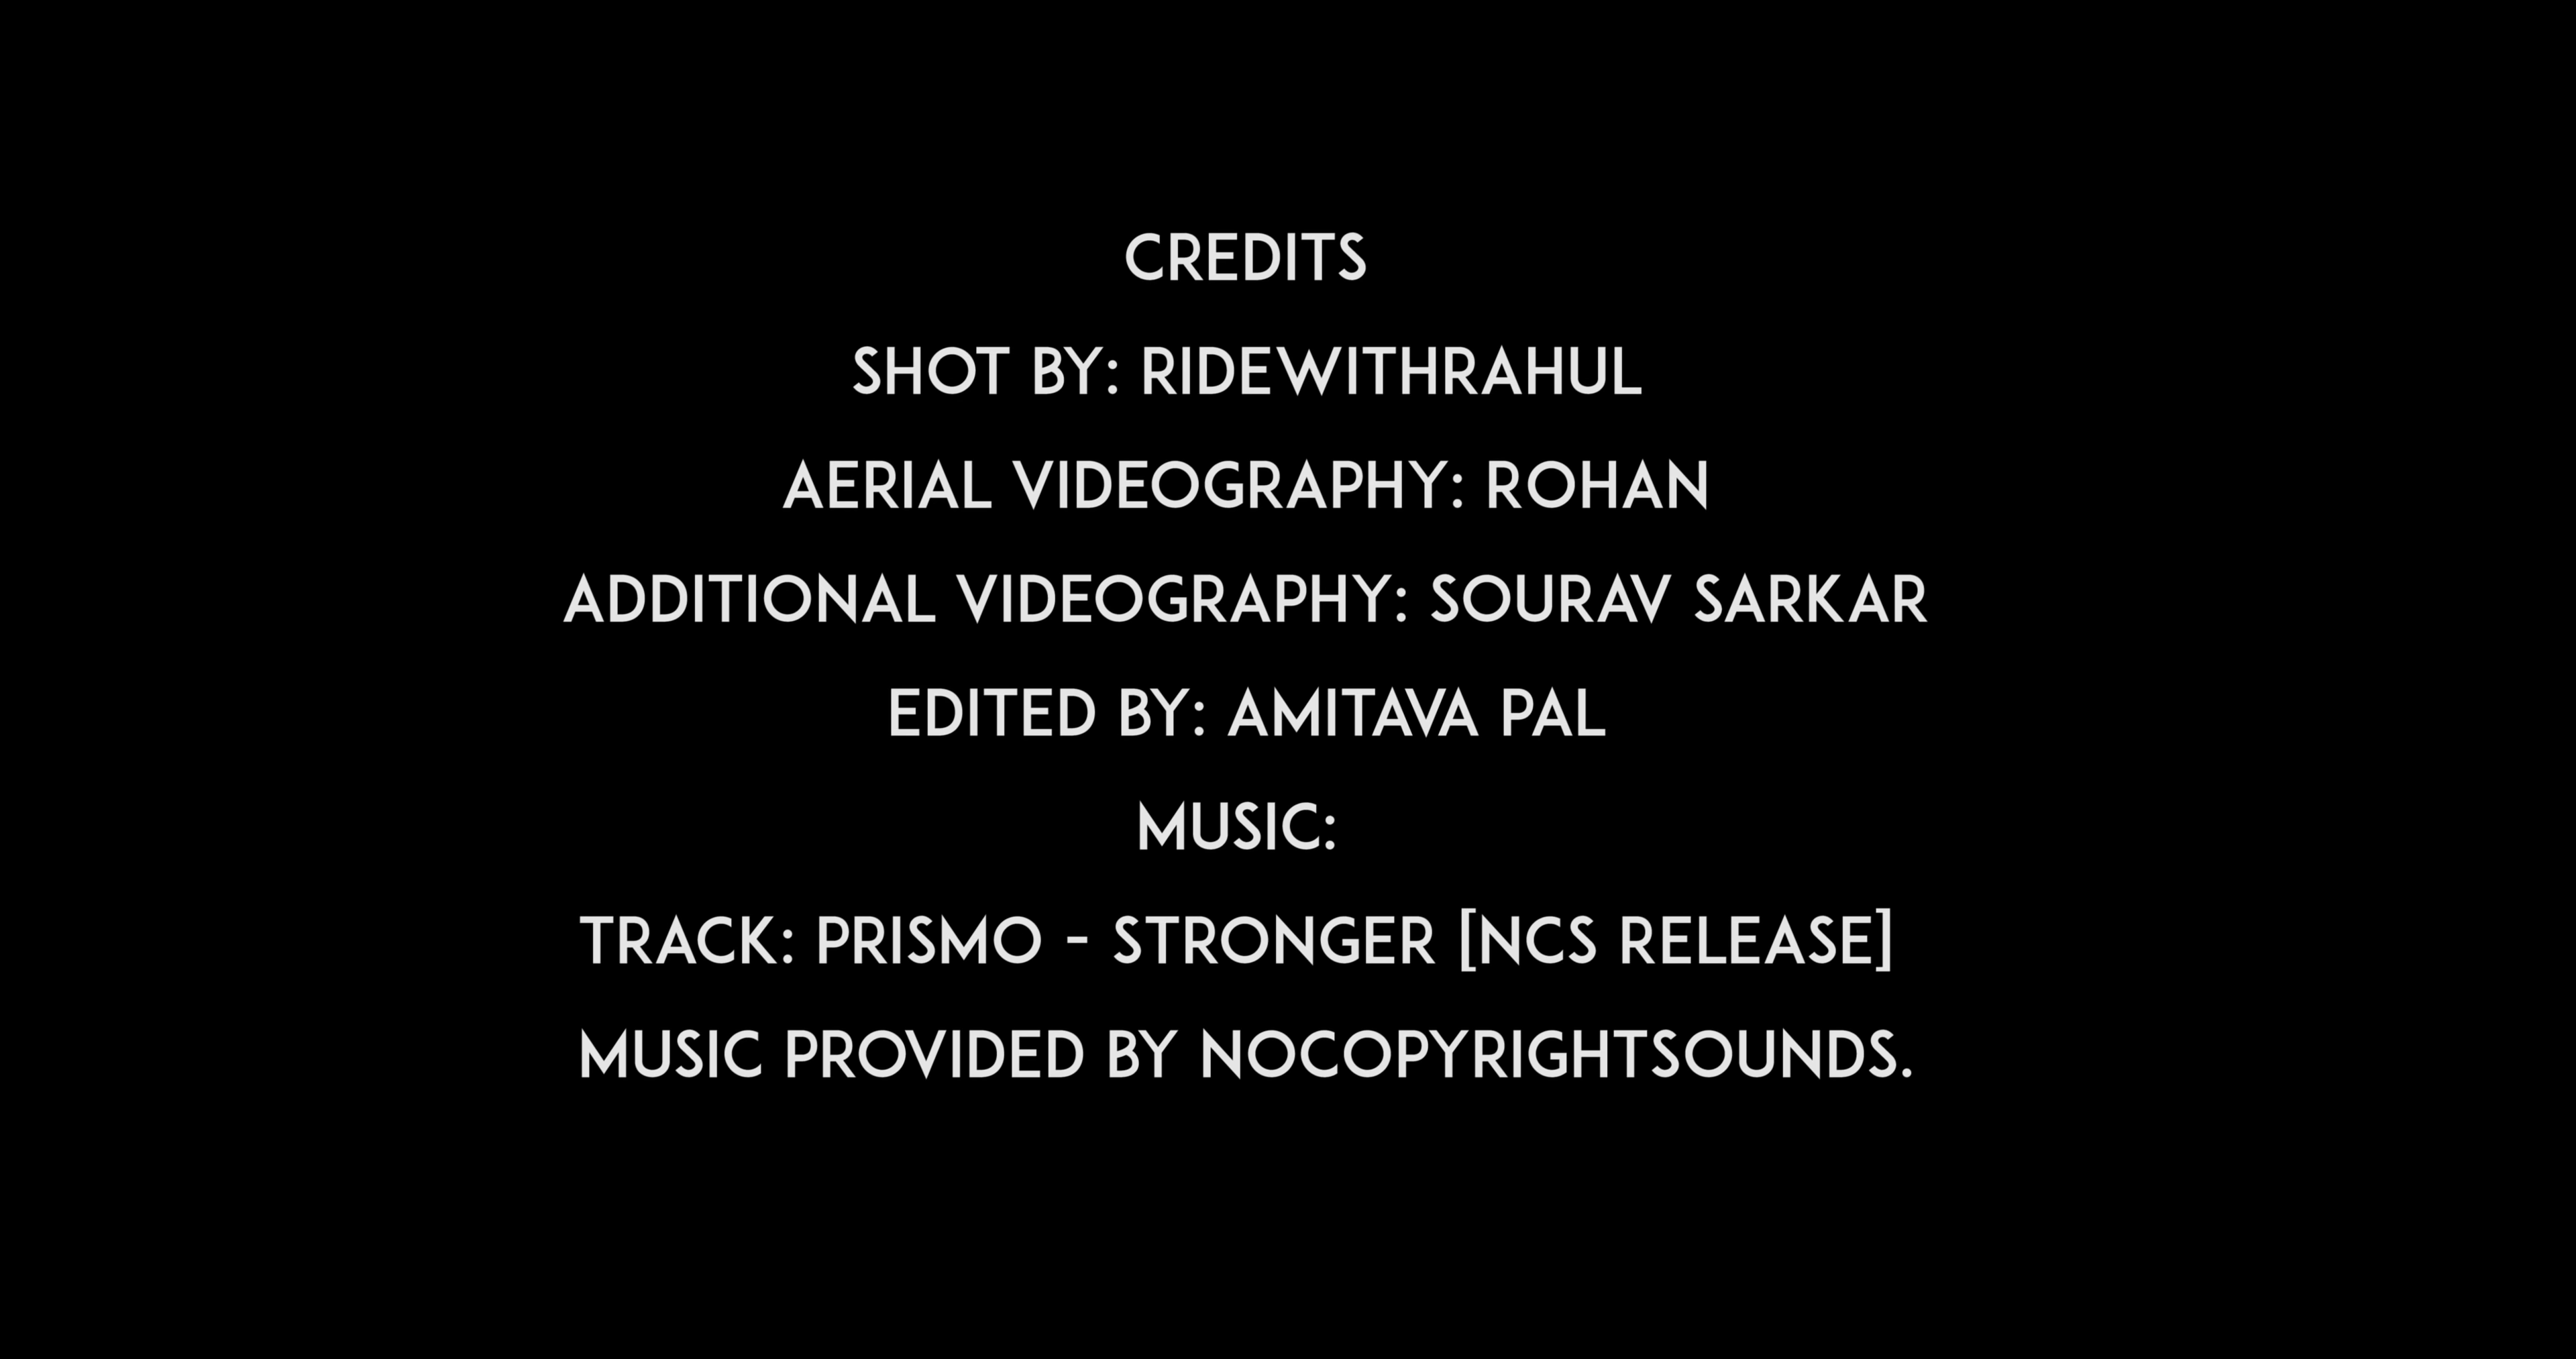 CREDITS
SHOT BY: RIDEWITHRAHUL
AERIAL VIDEOGRAPHY: ROHAN
ADDITIONAL VIDEOGRAPHY: SOURAV SARKAR
EDITED BY: AMITAVA PAL
MUSIC:
TRACK: PRISMO - STRONGER [NCS RELEASE]
MUSIC PROVIDED BY NOCOPYRIGHTSOUNDS.